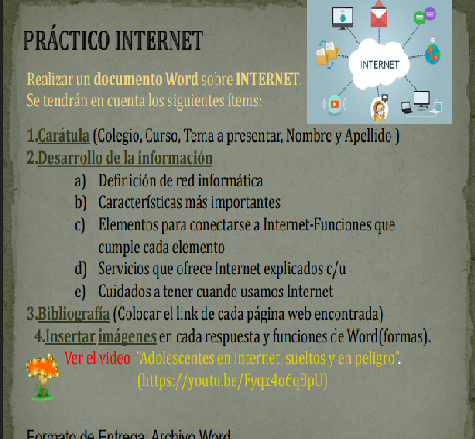 PRÁCTICO INTERNET
INTERNET
Realizar un documento Word sobre INTERNET.
Se tendrán en cuenta los siguientes ítems:
1.Carátula (Colegio, Curso, Tema a presentar, Nombre y Apellido )
2.Desarrollo de la información
a) Definición de red informática
b) Características más importantes
c) Elementos para conectarse a Internet-Funciones que
cumple cada elemento
d) Servicios que ofrece Internet explicados c/u
e) Cuidados a tener cuando usamos Internet
3.Bibliografía (Colocar el link de cada página web encontrada)
4.Insertar imágenes en cada respuesta y funciones de Word(formas).
Ver el video "Adolescentes en internet, sueltos y en peligro".
(https://youtu.be/Fyqx4o6q8pU)
Formato de Entrega: Archivo Word